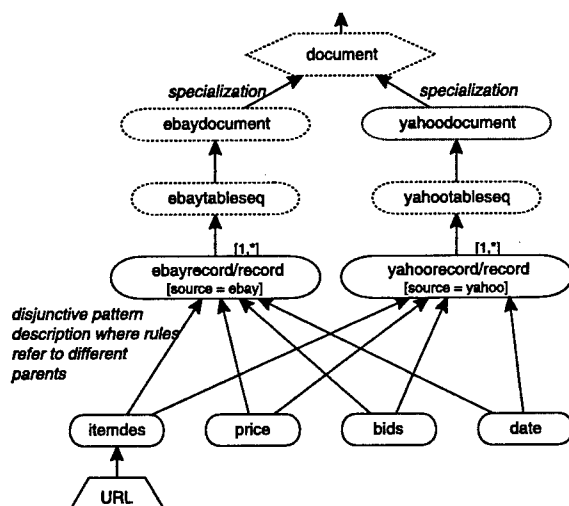 document
specialization
specialization
ebaydocument
yahoodocument
ebaytableseq
yahootableseq
[1,*]
[1,*]
ebayrecord/record
[source = ebay]
yahoorecord/record
[source = yahoo]
disjunctive pattern
description where rules
refer to different
parents
itemdes
price
bids
date
URL